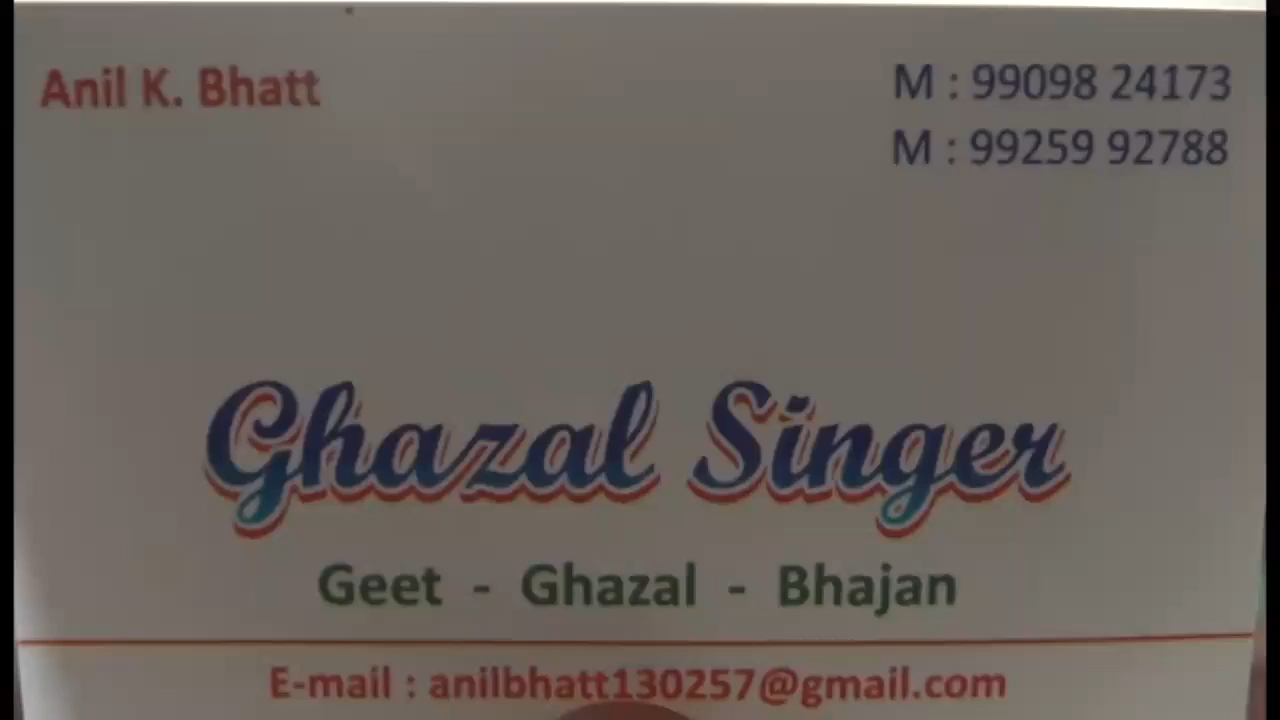 Anil K. Bhatt
M : 99098 24173
M : 99259 92788
Ghazal Singer
Geet - Ghazal - Bhajan
E-mail : anilbhatt130257@gmail.com